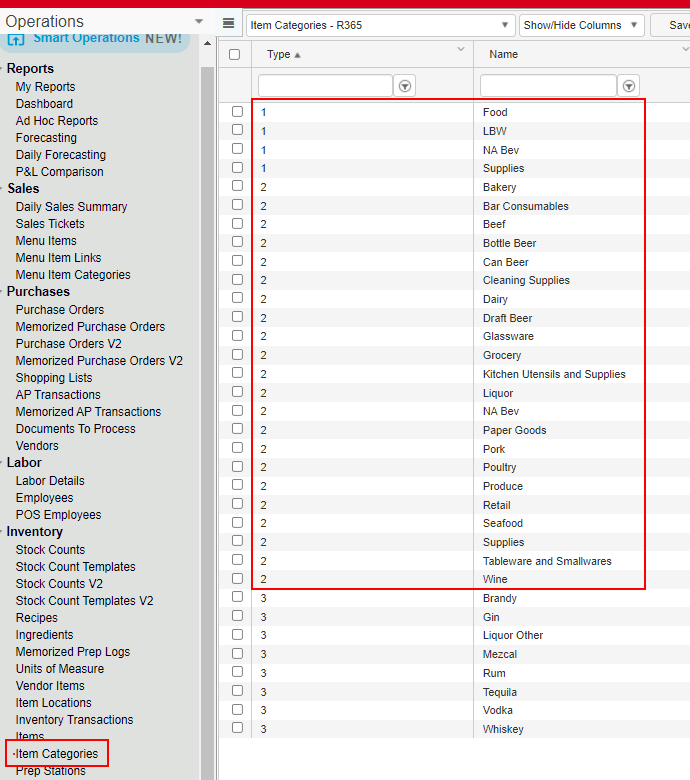 Operations
Smart Operations NEW!
Reports
My Reports
Dashboard
Ad Hoc Reports
Forecasting
Daily Forecasting
P&L Comparison
Sales
Daily Sales Summary
Sales Tickets
Menu Items
Menu Item Links
Menu Item Categories
Purchases
Purchase Orders
Memorized Purchase Orders
Purchase Orders V2
Memorized Purchase Orders V2
Shopping Lists
AP Transactions
Memorized AP Transactions
Documents To Process
Vendors
Labor
Labor Details
Employees
POS Employees
Inventory
Stock Counts
Stock Count Templates
Stock Counts V2
Stock Count Templates V2
Recipes
Ingredients
Memorized Prep Logs
Units of Measure
Vendor Items
Item Locations
Inventory Transactions
Items
Item Categories
Prep Stations
Item Categories - R365 Show/Hide Columns Save
Type Name
1 Food
1 LBW
1 NA Bev
1 Supplies
2 Bakery
2 Bar Consumables
2 Beef
2 Bottle Beer
2 Can Beer
2 Cleaning Supplies
2 Dairy
2 Draft Beer
2 Glassware
2 Grocery
2 Kitchen Utensils and Supplies
2 Liquor
2 NA Bev
2 Paper Goods
2 Pork
2 Poultry
2 Produce
2 Retail
2 Seafood
2 Supplies
2 Tableware and Smallwares
2 Wine
3 Brandy
3 Gin
3 Liquor Other
3 Mezcal
3 Rum
3 Tequila
3 Vodka
3 Whiskey